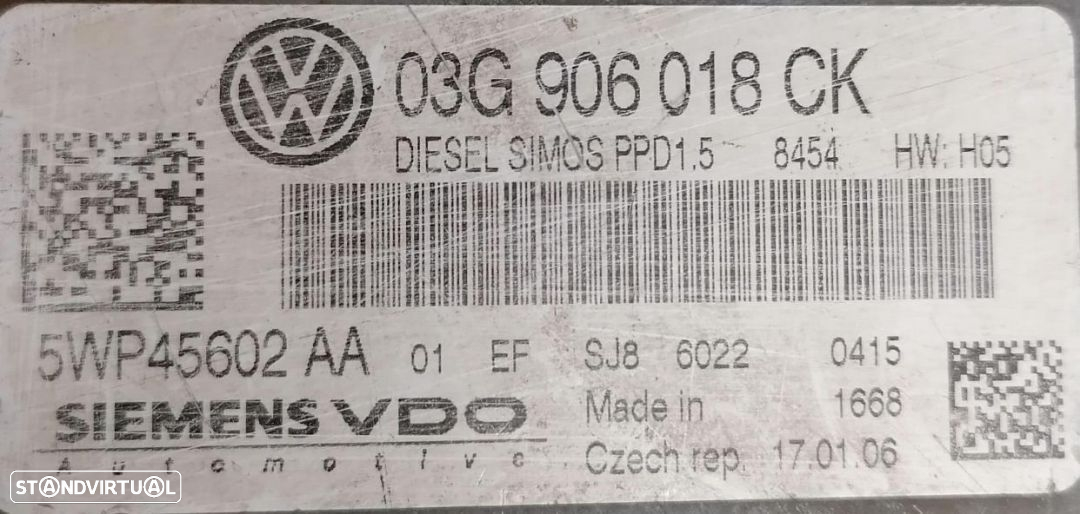 03G 906 018 CK
DIESEL SIMOS PPD1.5 8454 HW: H05
5WP45602 AA 01 EF SJ8 6022 0415
SIEMENS VDO Made in 1668
Automotive Czech rep. 17.01.06
STANDVIRTUAL